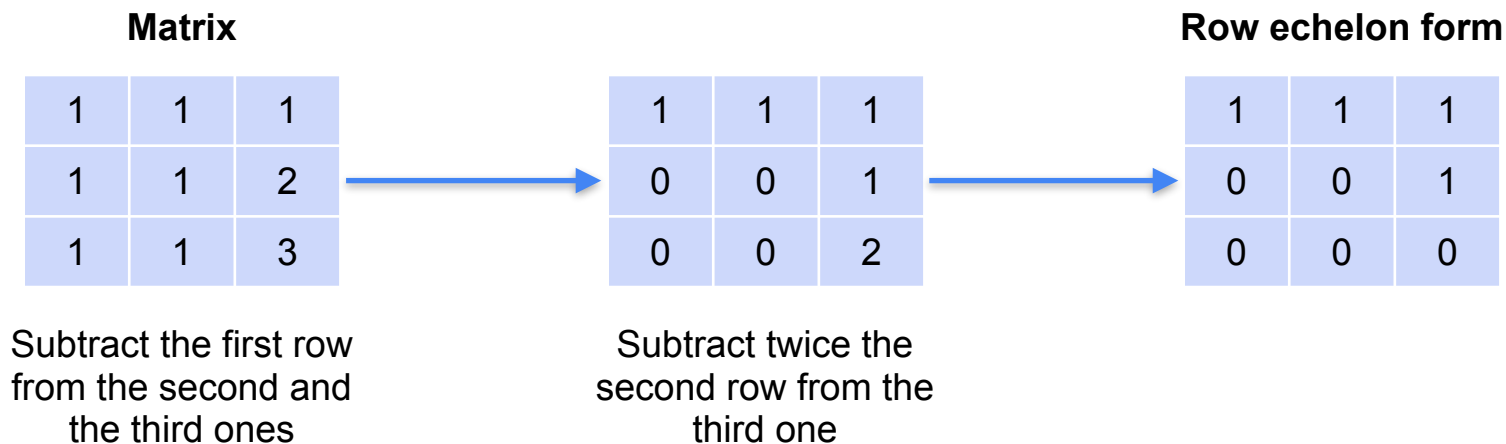 Matrix
1 1 1
1 1 2
1 1 3
Subtract the first row
from the second and
the third ones
1 1 1
0 0 1
0 0 2
Subtract twice the
second row from the
third one
Row echelon form
1 1 1
0 0 1
0 0 0